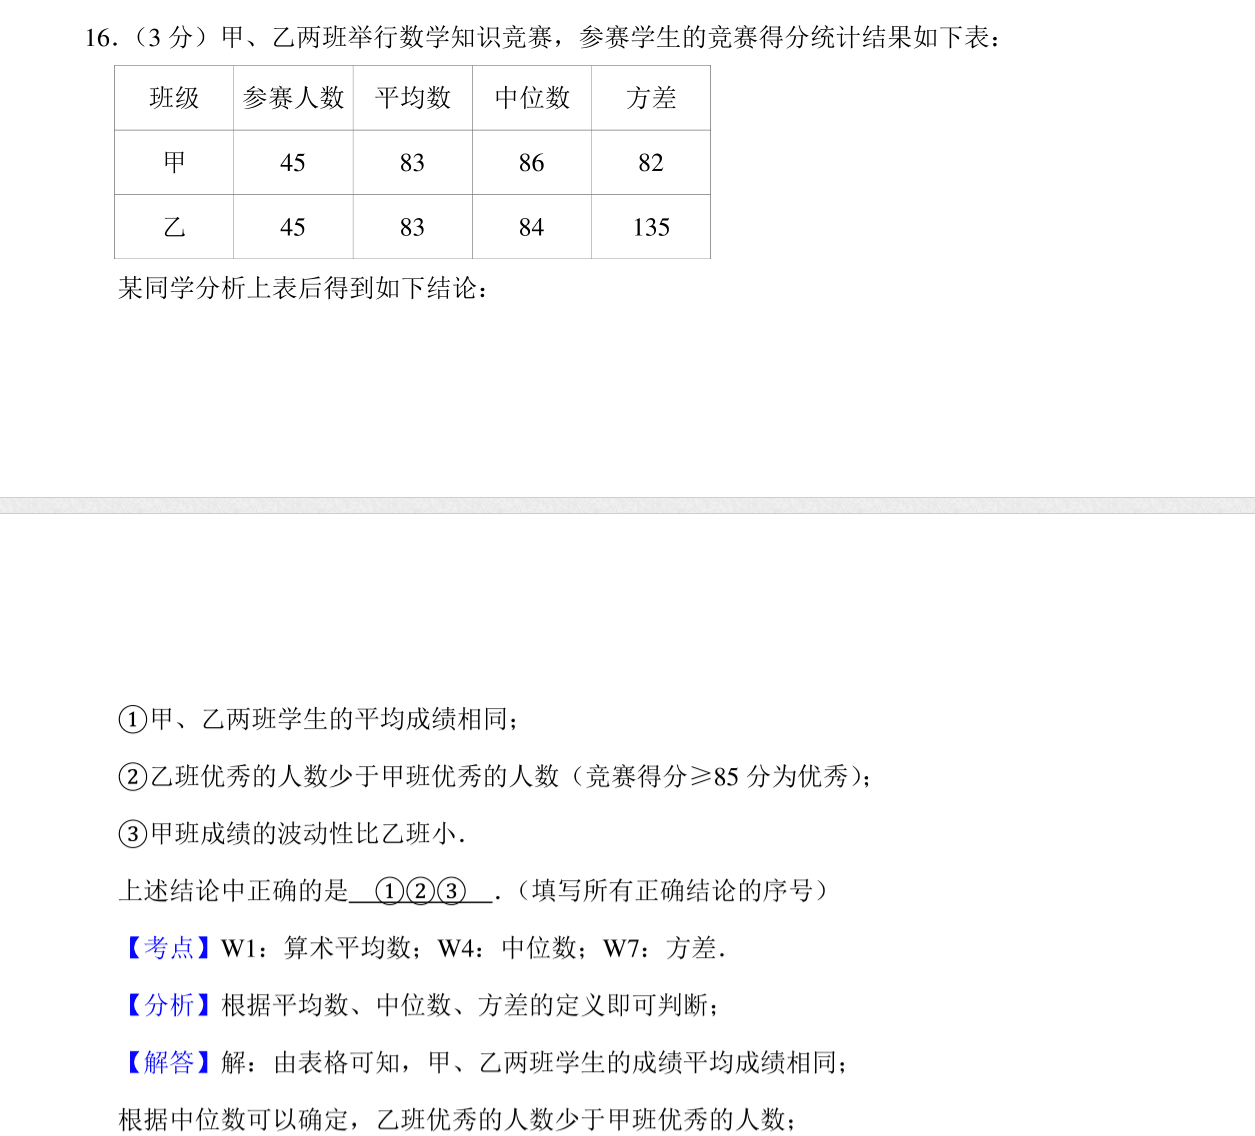 16.（3 分）甲、乙两班举行数学知识竞赛，参赛学生的竞赛得分统计结果如下表：
班级 参赛人数 平均数 中位数 方差
甲 45 83 86 82
乙 45 83 84 135
某同学分析上表后得到如下结论：
①甲、乙两班学生的平均成绩相同；
②乙班优秀的人数少于甲班优秀的人数（竞赛得分≥85 分为优秀）；
③甲班成绩的波动性比乙班小．
上述结论中正确的是 ①②③ ．（填写所有正确结论的序号）
【考点】W1：算术平均数；W4：中位数；W7：方差．
【分析】根据平均数、中位数、方差的定义即可判断；
【解答】解：由表格可知，甲、乙两班学生的成绩平均成绩相同；
根据中位数可以确定，乙班优秀的人数少于甲班优秀的人数；